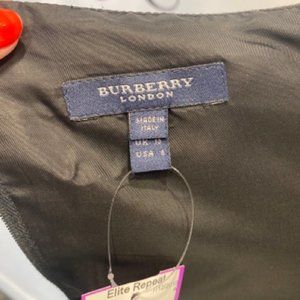 BURBERRY
LONDON
MADE IN
ITALY
UK
USA
Elite Repeat